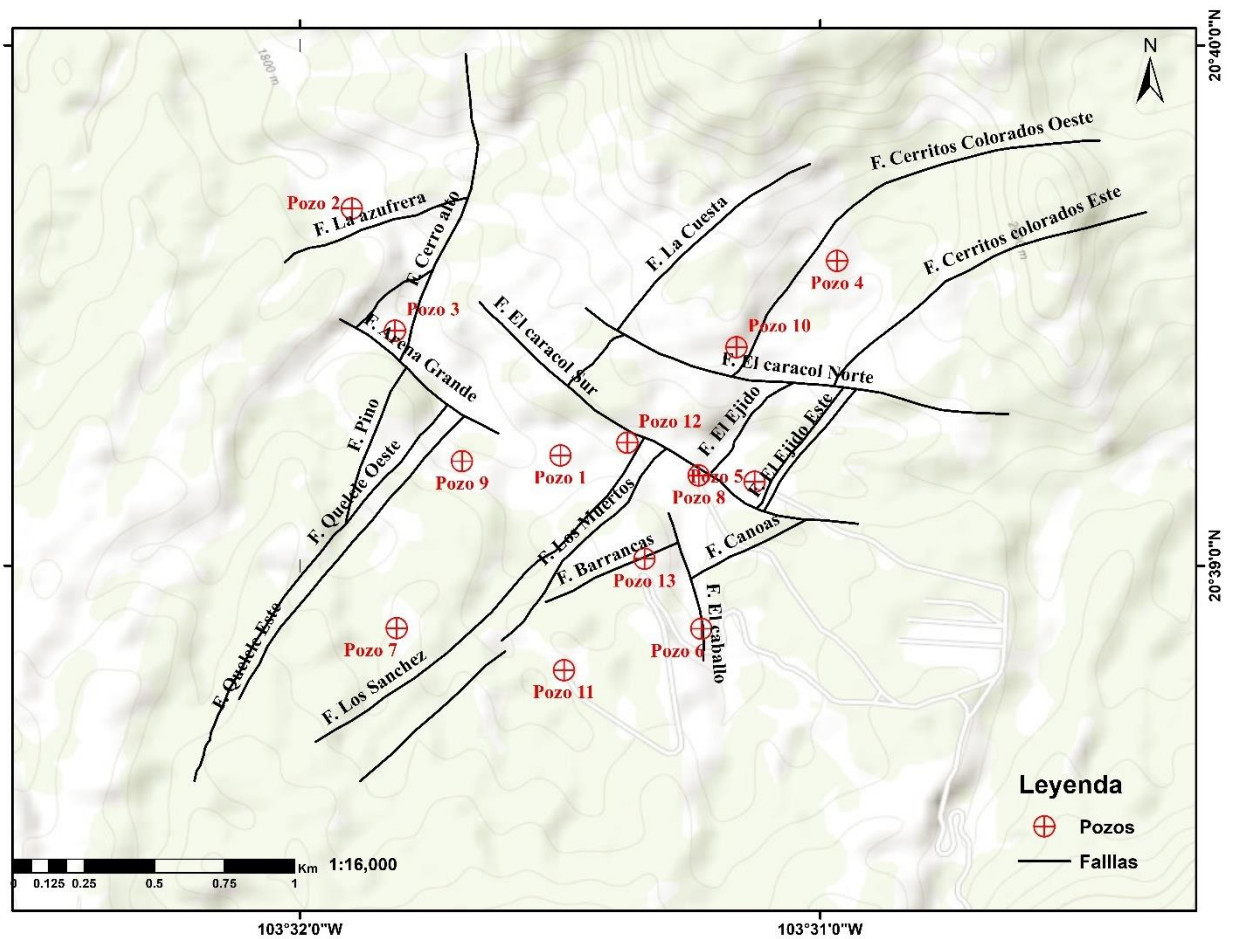 N
20°40'0"N
1800 m
F. Cerritos Colorados Oeste
Pozo 2
F. La azufrera
F. Cerro alto
F. La Cuesta
F. Cerritos colorados Este
Pozo 4
Pozo 3
F. Arena Grande
F. El caracol Sur
Pozo 10
F. El caracol Norte
F. Pino
F. El Ejido
F. El Ejido Este
Pozo 12
F. Quelele Oeste
Pozo 9
Pozo 1
Pozo 5
Pozo 8
F. Los Muertos
F. Barrancas
F. Canoas
Pozo 13
20°39'0"N
F. El caballo
F. Quelele Este
Pozo 7
Pozo 6
F. Los Sanchez
Pozo 11
Leyenda
Pozos
Falllas
Km 1:16,000
0 0.125 0.25 0.5 0.75 1
103°32'0"W 103°31'0"W